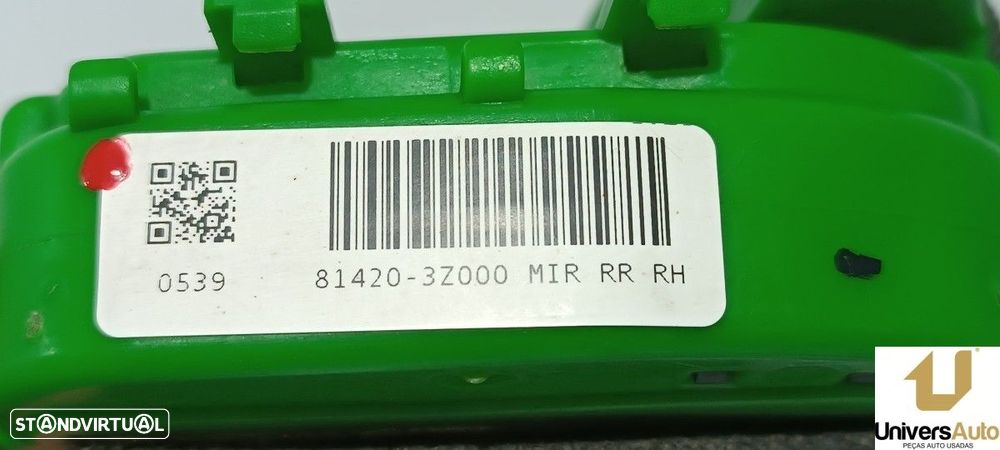 0539
81420-3Z000 MIR RR RH
STANDVIRTUAL
UniversAuto
PEÇAS AUTO USADAS